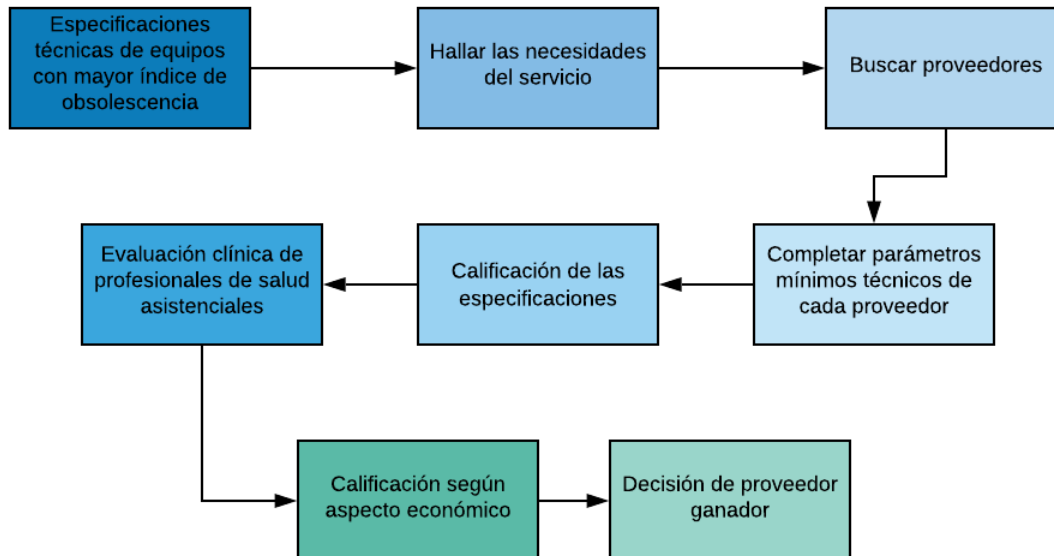 Especificaciones
técnicas de equipos
con mayor índice de
obsolescencia
Hallar las necesidades
del servicio
Buscar proveedores
Completar parámetros
mínimos técnicos de
cada proveedor
Calificación de las
especificaciones
Evaluación clínica de
profesionales de salud
asistenciales
Calificación según
aspecto económico
Decisión de proveedor
ganador